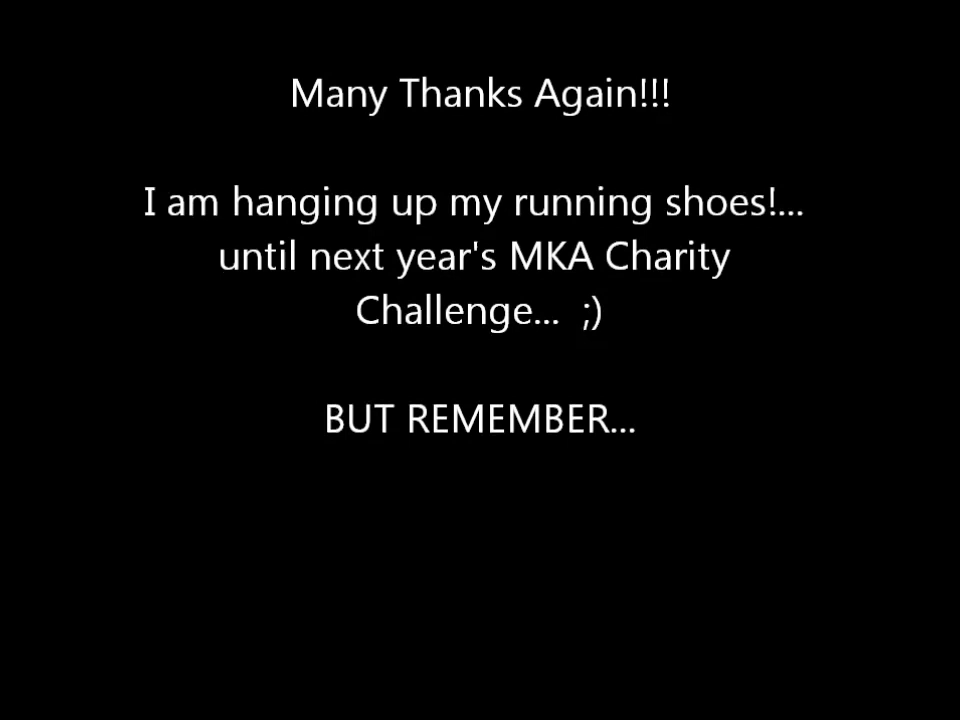 Many Thanks Again!!!
I am hanging up my running shoes!...
until next year's MKA Charity
Challenge... ;)
BUT REMEMBER...